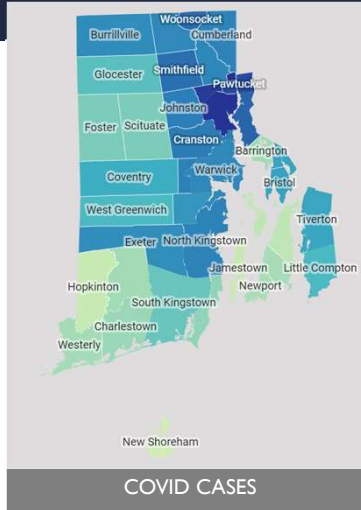 Woonsocket
Burrillville
Cumberland
Glocester
Smithfield
Pawtucket
Johnston
Foster
Scituate
Cranston
Barrington
Coventry
Warwick
Bristol
West Greenwich
Tiverton
Exeter
North Kingstown
Jamestown
Little Compton
Hopkinton
Newport
South Kingstown
Charlestown
Westerly
New Shoreham
COVID CASES